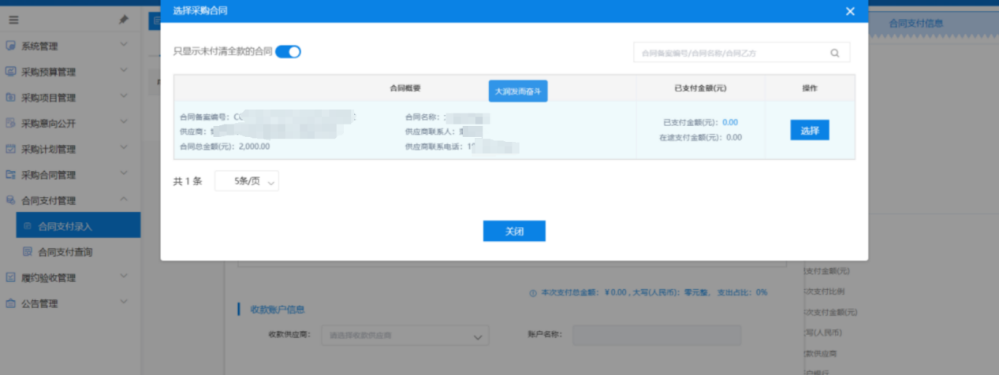 选择采购合同
合同支付信息
只显示未付清全款的合同
合同备案编号/合同名称/合同乙方
系统管理
采购预算管理
采购项目管理
采购意向公开
采购计划管理
采购合同管理
合同支付管理
合同支付录入
合同支付查询
履约验收管理
公告管理
合同概要
大润发而奋斗
已支付金额(元)
操作
合同备案编号：
合同名称：
供应商：
供应商联系人：
合同总金额(元)：2,000.00
供应商联系电话：1
已支付金额(元)：0.00
在途支付金额(元)：0.00
选择
共 1 条
5条/页
关闭
本次支付总金额：￥0.00 , 大写(人民币)：零元整， 支出占比：0%
收款账户信息
收款供应商：
请选择收款供应商
账户名称：
支付金额(元)
次支付比例
次支付金额(元)
写(人民币)
款供应商
户银行